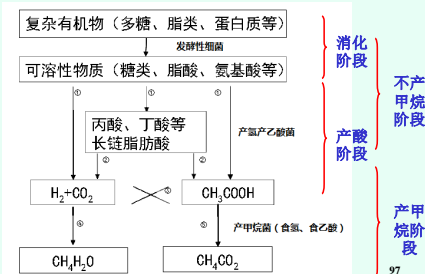 复杂有机物（多糖、脂类、蛋白质等）
发酵性细菌
可溶性物质（糖类、脂酸、氨基酸等）
消化
阶段
不产
甲烷
阶段
① ① ①
丙酸、丁酸等
长链脂肪酸
产氢产乙酸菌
产酸
阶段
② ②
H₂+CO₂
③
CH₃COOH
④
⑤
产甲烷菌（食氢、食乙酸）
产甲
烷阶
段
CH₄H₂O
CH₄CO₂
97